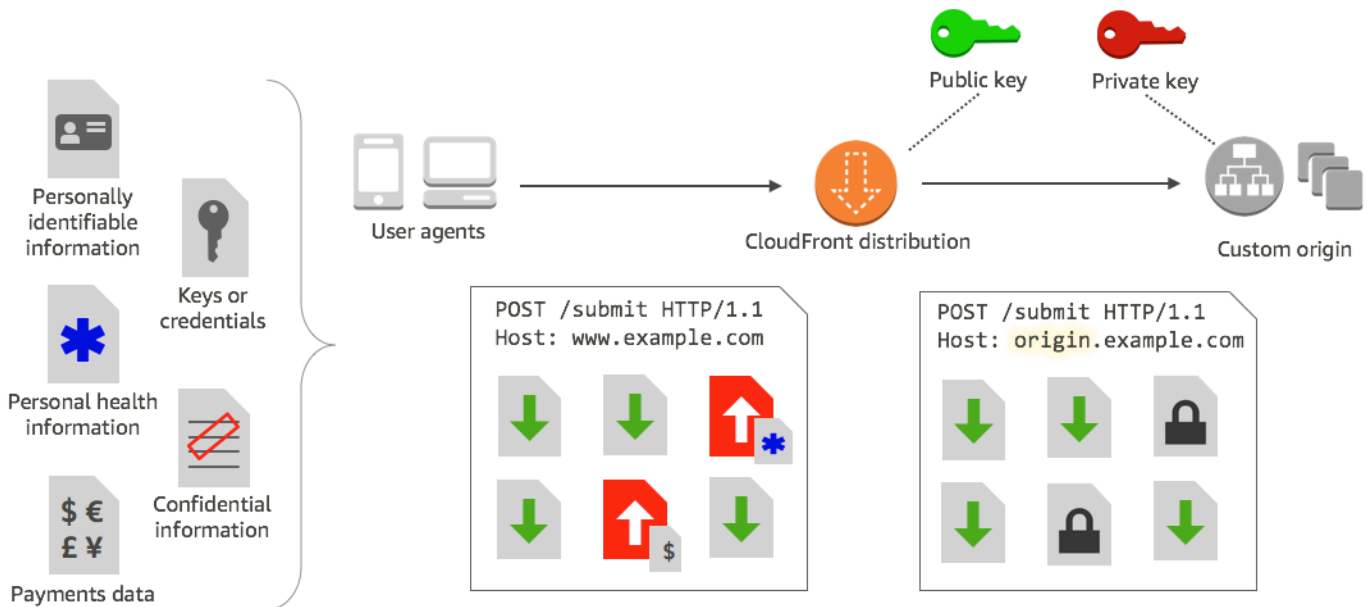 Public key
Private key
Personally
identifiable
information
Keys or
credentials
Personal health
information
Confidential
information
$ €
£ ¥
Payments data
User agents
CloudFront distribution
Custom origin
POST /submit HTTP/1.1
Host: www.example.com
$
POST /submit HTTP/1.1
Host: origin.example.com